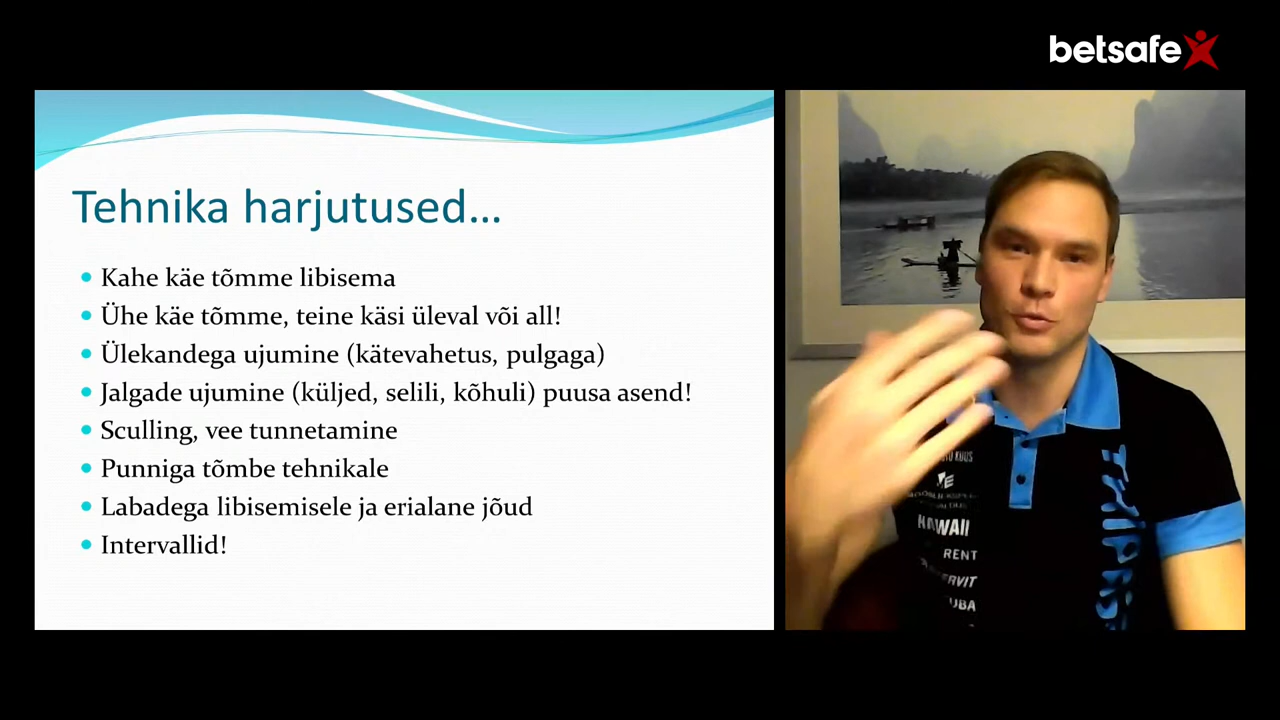 betsafe
Tehnika harjutused...
Kahe käe tõmme libisema
Ühe käe tõmme, teine käsi üleval või all!
Ülekandega ujumine (kätevahetus, pulgaga)
Jalgade ujumine (küljed, selili, kõhuli) puusa asend!
Sculling, vee tunnetamine
Punniga tõmbe tehnikale
Labadega libisemisele ja erialane jõud
Intervallid!
HAWAII
RENT